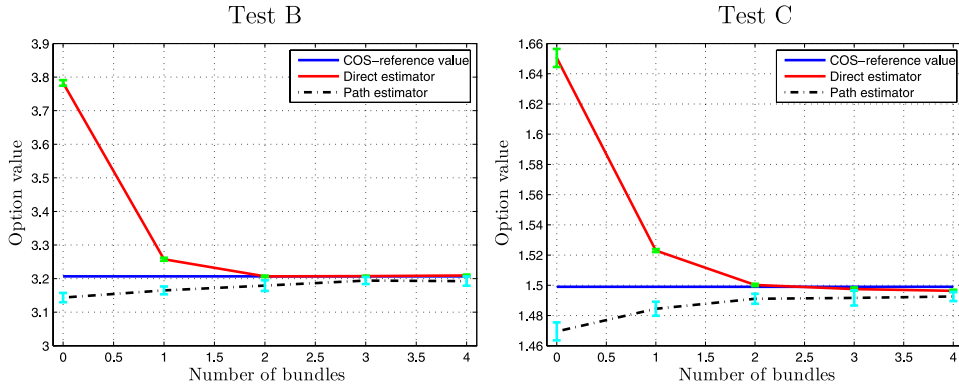 Test B
Option value
3.9
3.8
3.7
3.6
3.5
3.4
3.3
3.2
3.1
3
COS-reference value
Direct estimator
Path estimator
0 0.5 1 1.5 2 2.5 3 3.5 4
Number of bundles
Test C
Option value
1.66
1.64
1.62
1.6
1.58
1.56
1.54
1.52
1.5
1.48
1.46
COS-reference value
Direct estimator
Path estimator
0 0.5 1 1.5 2 2.5 3 3.5 4
Number of bundles